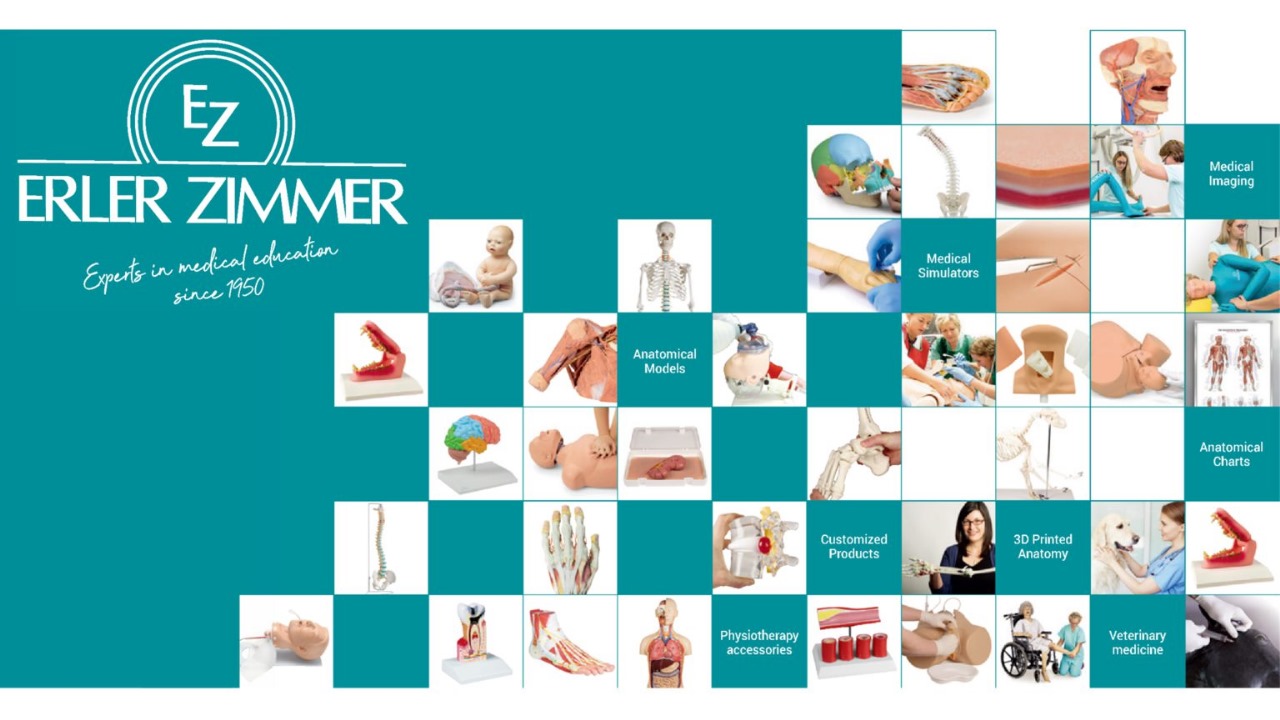 EZ
ERLER ZIMMER
Experts in medical education
since 1950
Medical
Imaging
Medical
Simulators
Anatomical
Models
Anatomical
Charts
Customized
Products
3D Printed
Anatomy
Physiotherapy
accessories
Veterinary
medicine